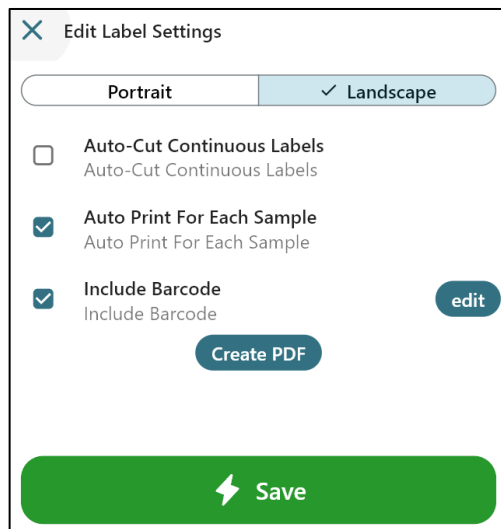 Edit Label Settings
Portrait
Landscape
Auto-Cut Continuous Labels
Auto-Cut Continuous Labels
Auto Print For Each Sample
Auto Print For Each Sample
Include Barcode
Include Barcode
edit
Create PDF
Save